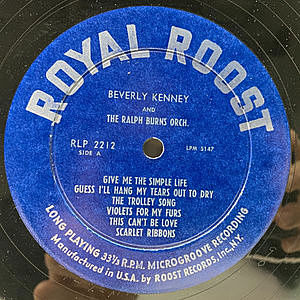 ROYAL ROOST
BEVERLY KENNEY
AND
THE RALPH BURNS ORCH.
RLP 2212
LPM 5147
SIDE A
GIVE ME THE SIMPLE LIFE
GUESS I'LL HANG MY TEARS OUT TO DRY
THE TROLLEY SONG
VIOLETS FOR MY FURS
THIS CAN'T BE LOVE
SCARLET RIBBONS
LONG PLAYING 33⅓ R.P.M. MICROGROOVE RECORDING
Manufactured in U.S.A. by ROOST RECORDS, Inc., N.Y.